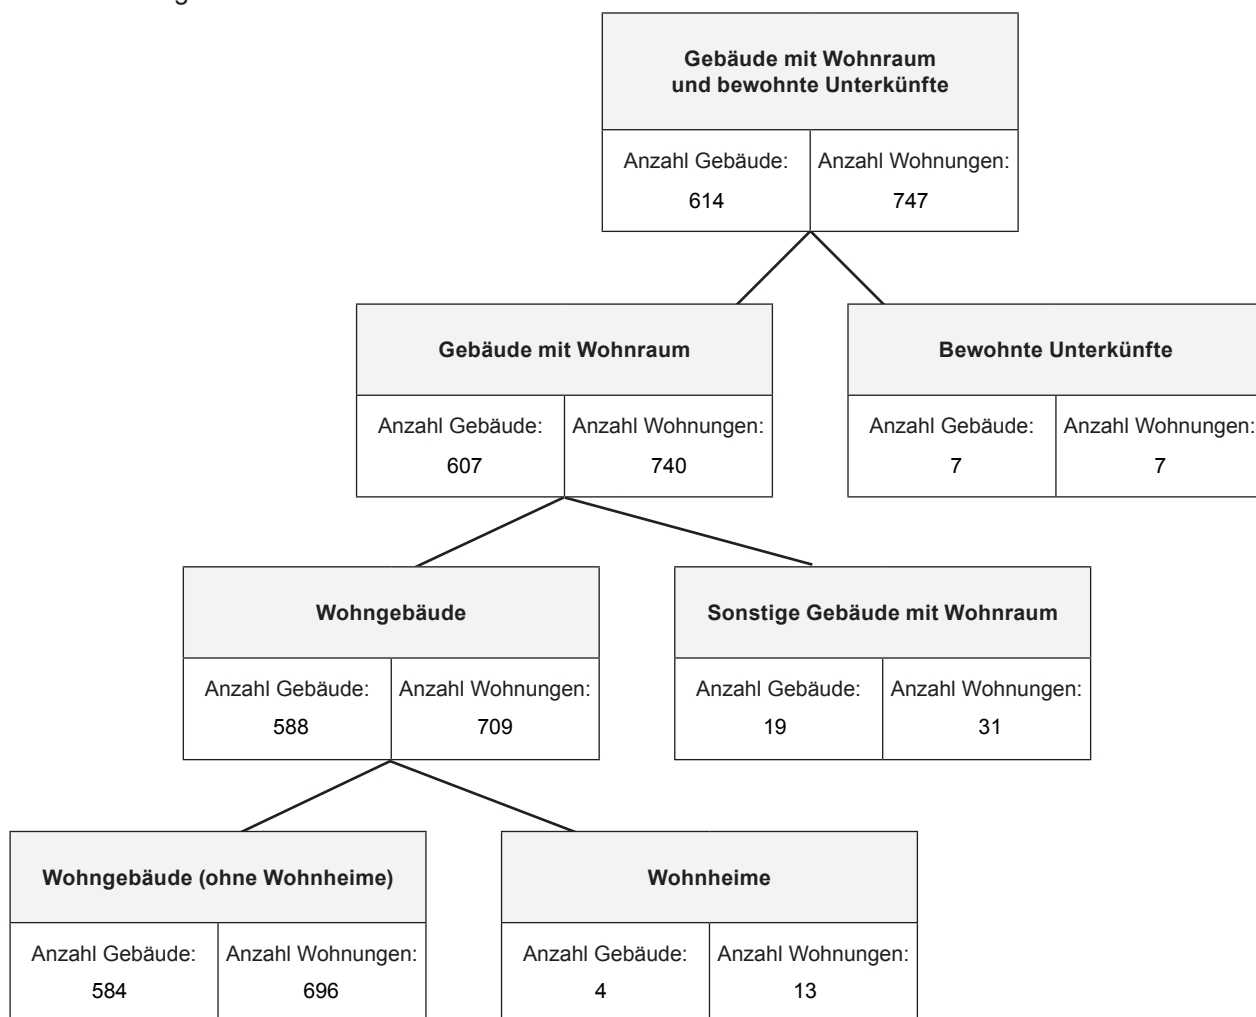 Gebäude mit Wohnraum
und bewohnte Unterkünfte
Anzahl Gebäude: Anzahl Wohnungen:
614 747
Gebäude mit Wohnraum Bewohnte Unterkünfte
Anzahl Gebäude: Anzahl Wohnungen: Anzahl Gebäude: Anzahl Wohnungen:
607 740 7 7
Wohngebäude Sonstige Gebäude mit Wohnraum
Anzahl Gebäude: Anzahl Wohnungen: Anzahl Gebäude: Anzahl Wohnungen:
588 709 19 31
Wohngebäude (ohne Wohnheime) Wohnheime
Anzahl Gebäude: Anzahl Wohnungen: Anzahl Gebäude: Anzahl Wohnungen:
584 696 4 13